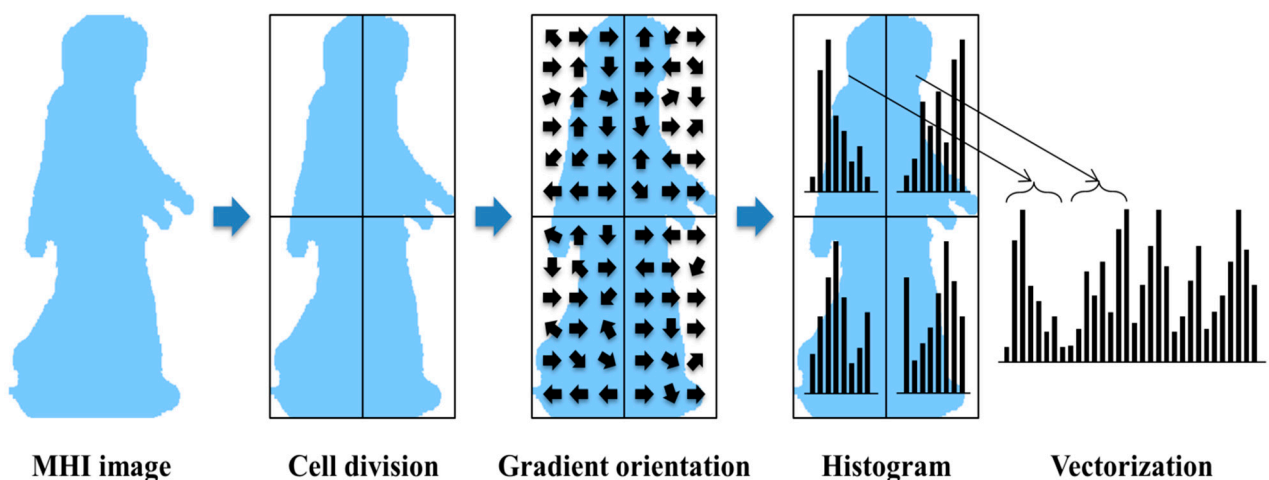 MHI image
Cell division
Gradient orientation
Histogram
Vectorization